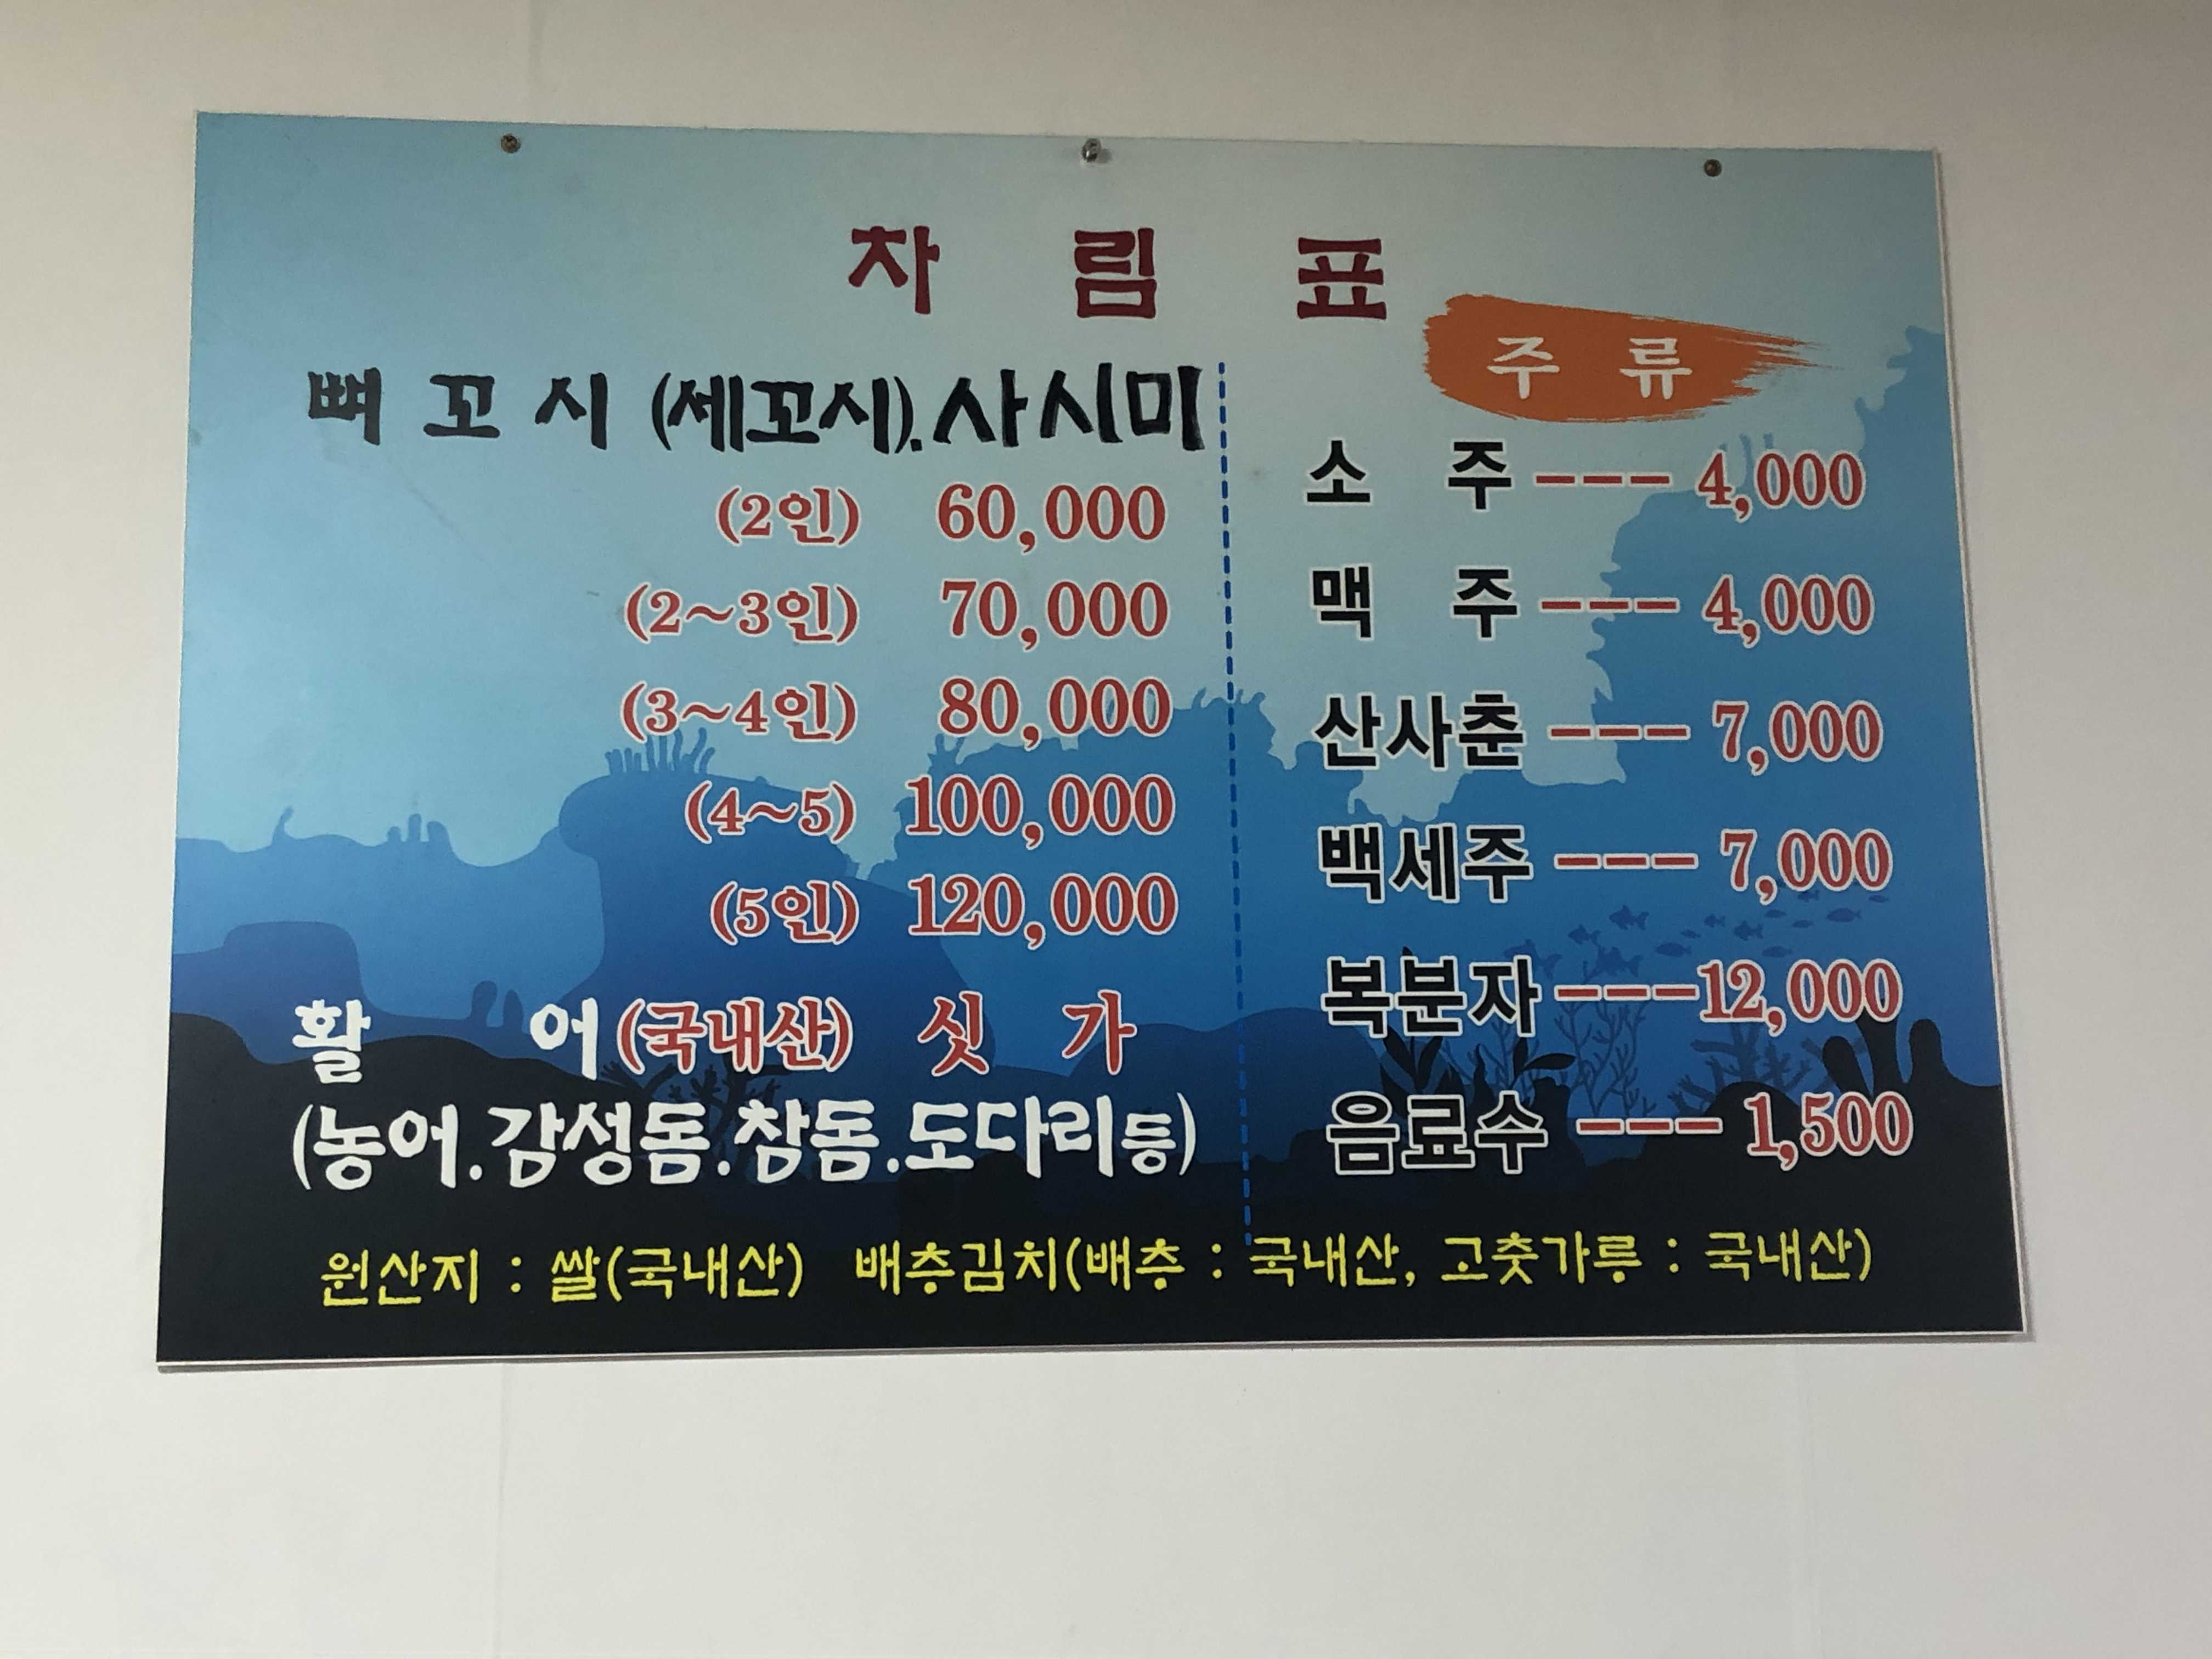 차 림 표
뼈 꼬 시 (세꼬시).사시미
(2인) 60,000
(2~3인) 70,000
(3~4인) 80,000
(4~5) 100,000
(5인) 120,000
활 어 (국내산) 싯 가
(농어.감성돔.참돔.도다리등)
주 류
소 주 --- 4,000
맥 주 --- 4,000
산사춘 --- 7,000
백세주 --- 7,000
복분자 ---12,000
음료수 --- 1,500
원산지 : 쌀(국내산) 배층김치(배층 : 국내산, 고춧가릉 : 국내산)